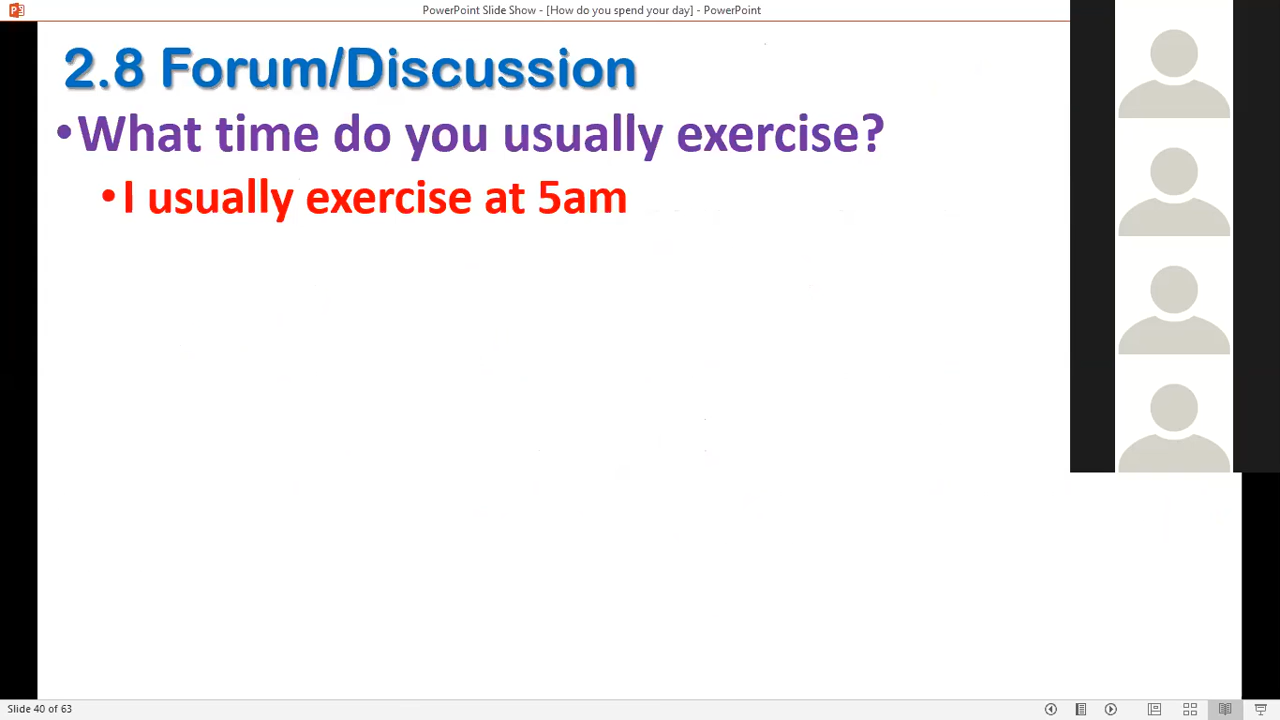 PowerPoint Slide Show - [How do you spend your day] - PowerPoint
2.8 Forum/Discussion
•What time do you usually exercise?
•I usually exercise at 5am
Slide 40 of 63